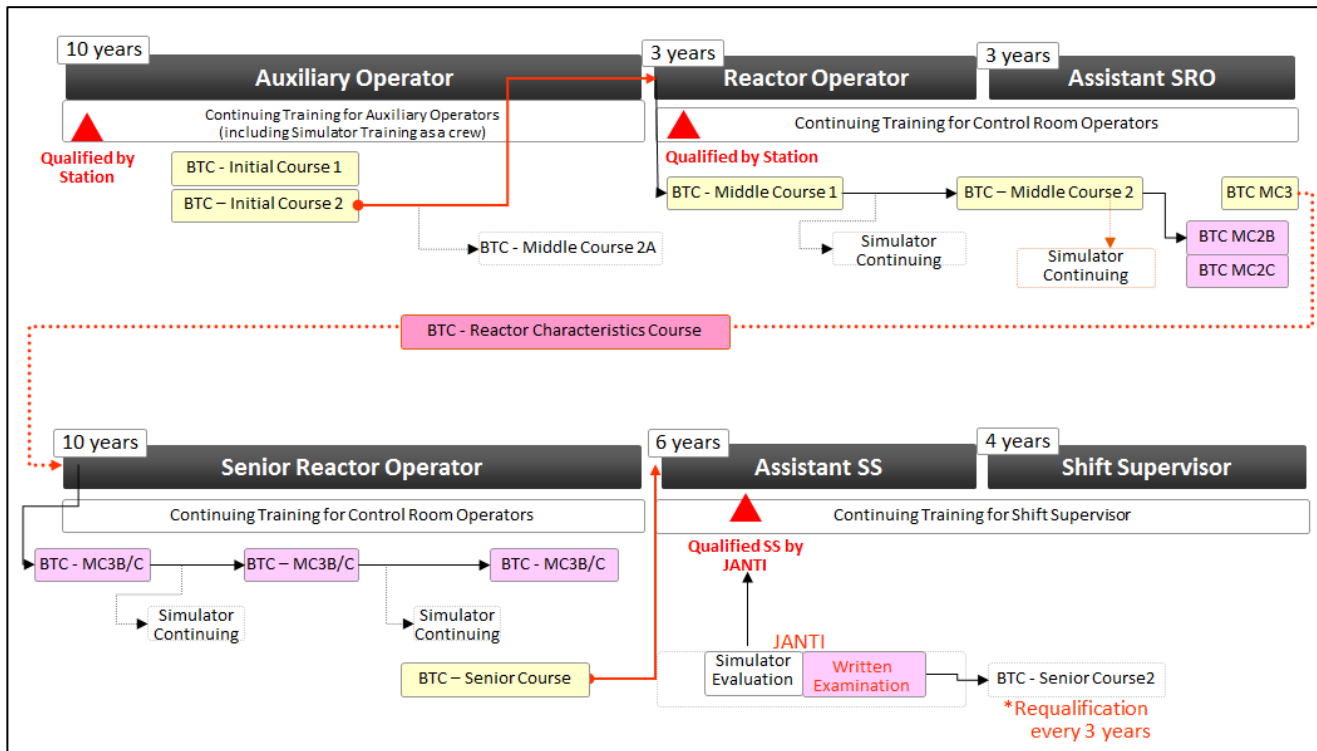 10 years
3 years
3 years
Auxiliary Operator
Reactor Operator
Assistant SRO
Continuing Training for Auxiliary Operators
(including Simulator Training as a crew)
Continuing Training for Control Room Operators
Qualified by
Station
Qualified by Station
BTC - Initial Course 1
BTC – Initial Course 2
BTC - Middle Course 2A
BTC - Middle Course 1
BTC – Middle Course 2
BTC MC3
Simulator
Continuing
Simulator
Continuing
BTC MC2B
BTC MC2C
BTC - Reactor Characteristics Course
10 years
6 years
4 years
Senior Reactor Operator
Assistant SS
Shift Supervisor
Continuing Training for Control Room Operators
Continuing Training for Shift Supervisor
Qualified SS by
JANTI
BTC - MC3B/C
BTC – MC3B/C
BTC - MC3B/C
Simulator
Continuing
Simulator
Continuing
JANTI
BTC – Senior Course
Simulator
Evaluation
Written
Examination
BTC - Senior Course2
*Requalification
every 3 years